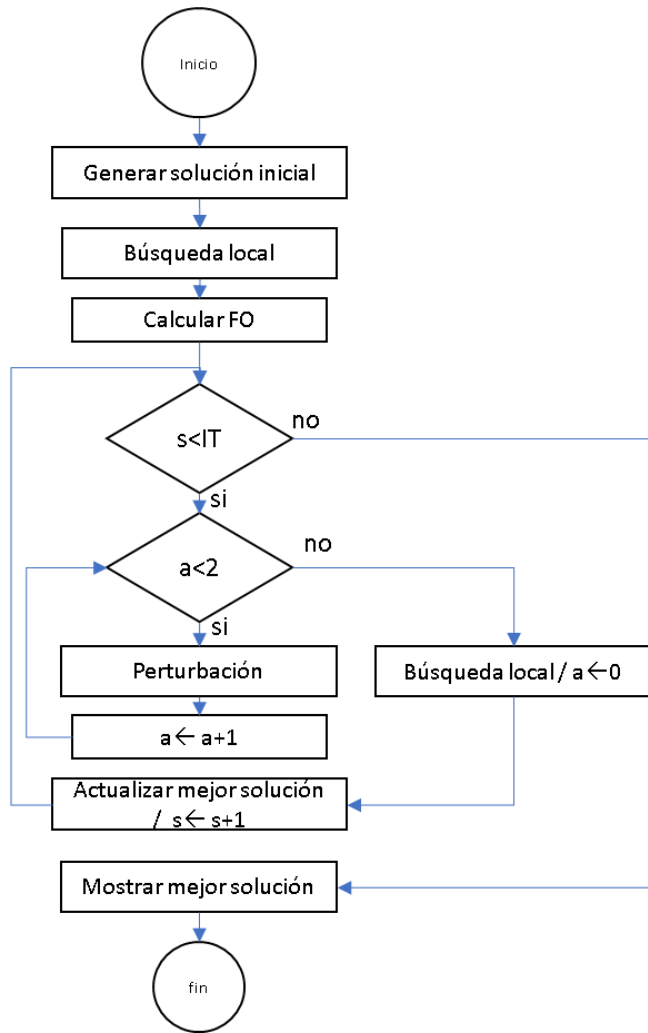 Inicio
Generar solución inicial
Búsqueda local
Calcular FO
s<IT
no
si
a<2
no
si
Perturbación
Búsqueda local / a←0
a← a+1
Actualizar mejor solución
/ s← s+1
Mostrar mejor solución
fin